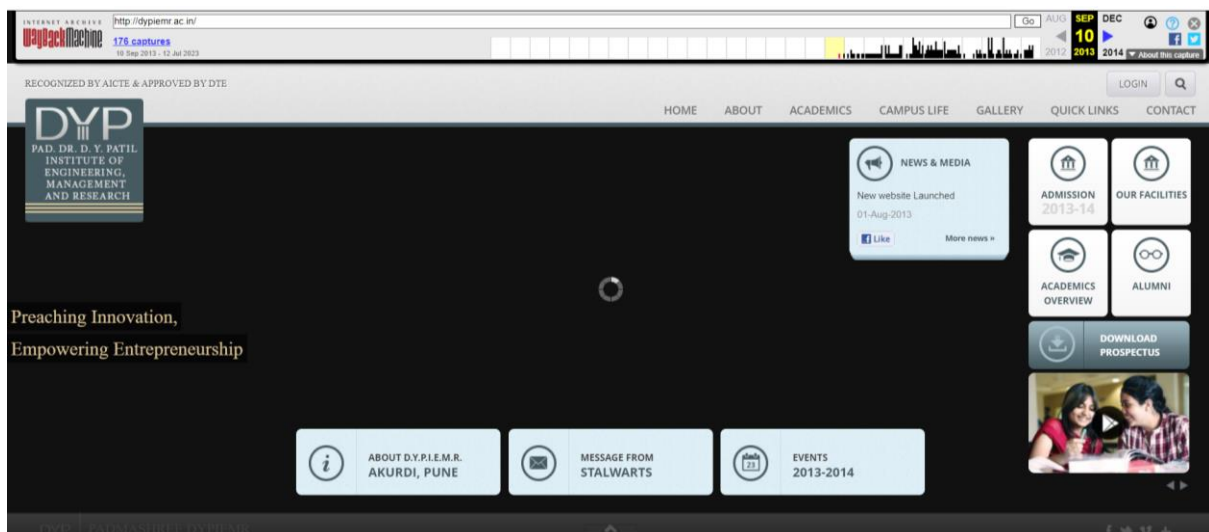 INTERNET ARCHIVE
WayBackMachine
http://dypiemr.ac.in/
Go
176 captures
10 Sep 2013 - 12 Jul 2023
AUG SEP DEC
10
2012 2013 2014
About this capture
RECOGNIZED BY AICTE & APPROVED BY DTE
LOGIN
HOME ABOUT ACADEMICS CAMPUS LIFE GALLERY QUICK LINKS CONTACT
DYP
PAD. DR. D. Y. PATIL
INSTITUTE OF
ENGINEERING,
MANAGEMENT
AND RESEARCH
NEWS & MEDIA
New website Launched
01-Aug-2013
Like
More news »
ADMISSION
2013-14
OUR FACILITIES
ACADEMICS
OVERVIEW
ALUMNI
Preaching Innovation,
Empowering Entrepreneurship
DOWNLOAD
PROSPECTUS
ABOUT D.Y.P.I.E.M.R.
AKURDI, PUNE
MESSAGE FROM
STALWARTS
23
EVENTS
2013-2014
DYP PADMASHREE DYPIEMR